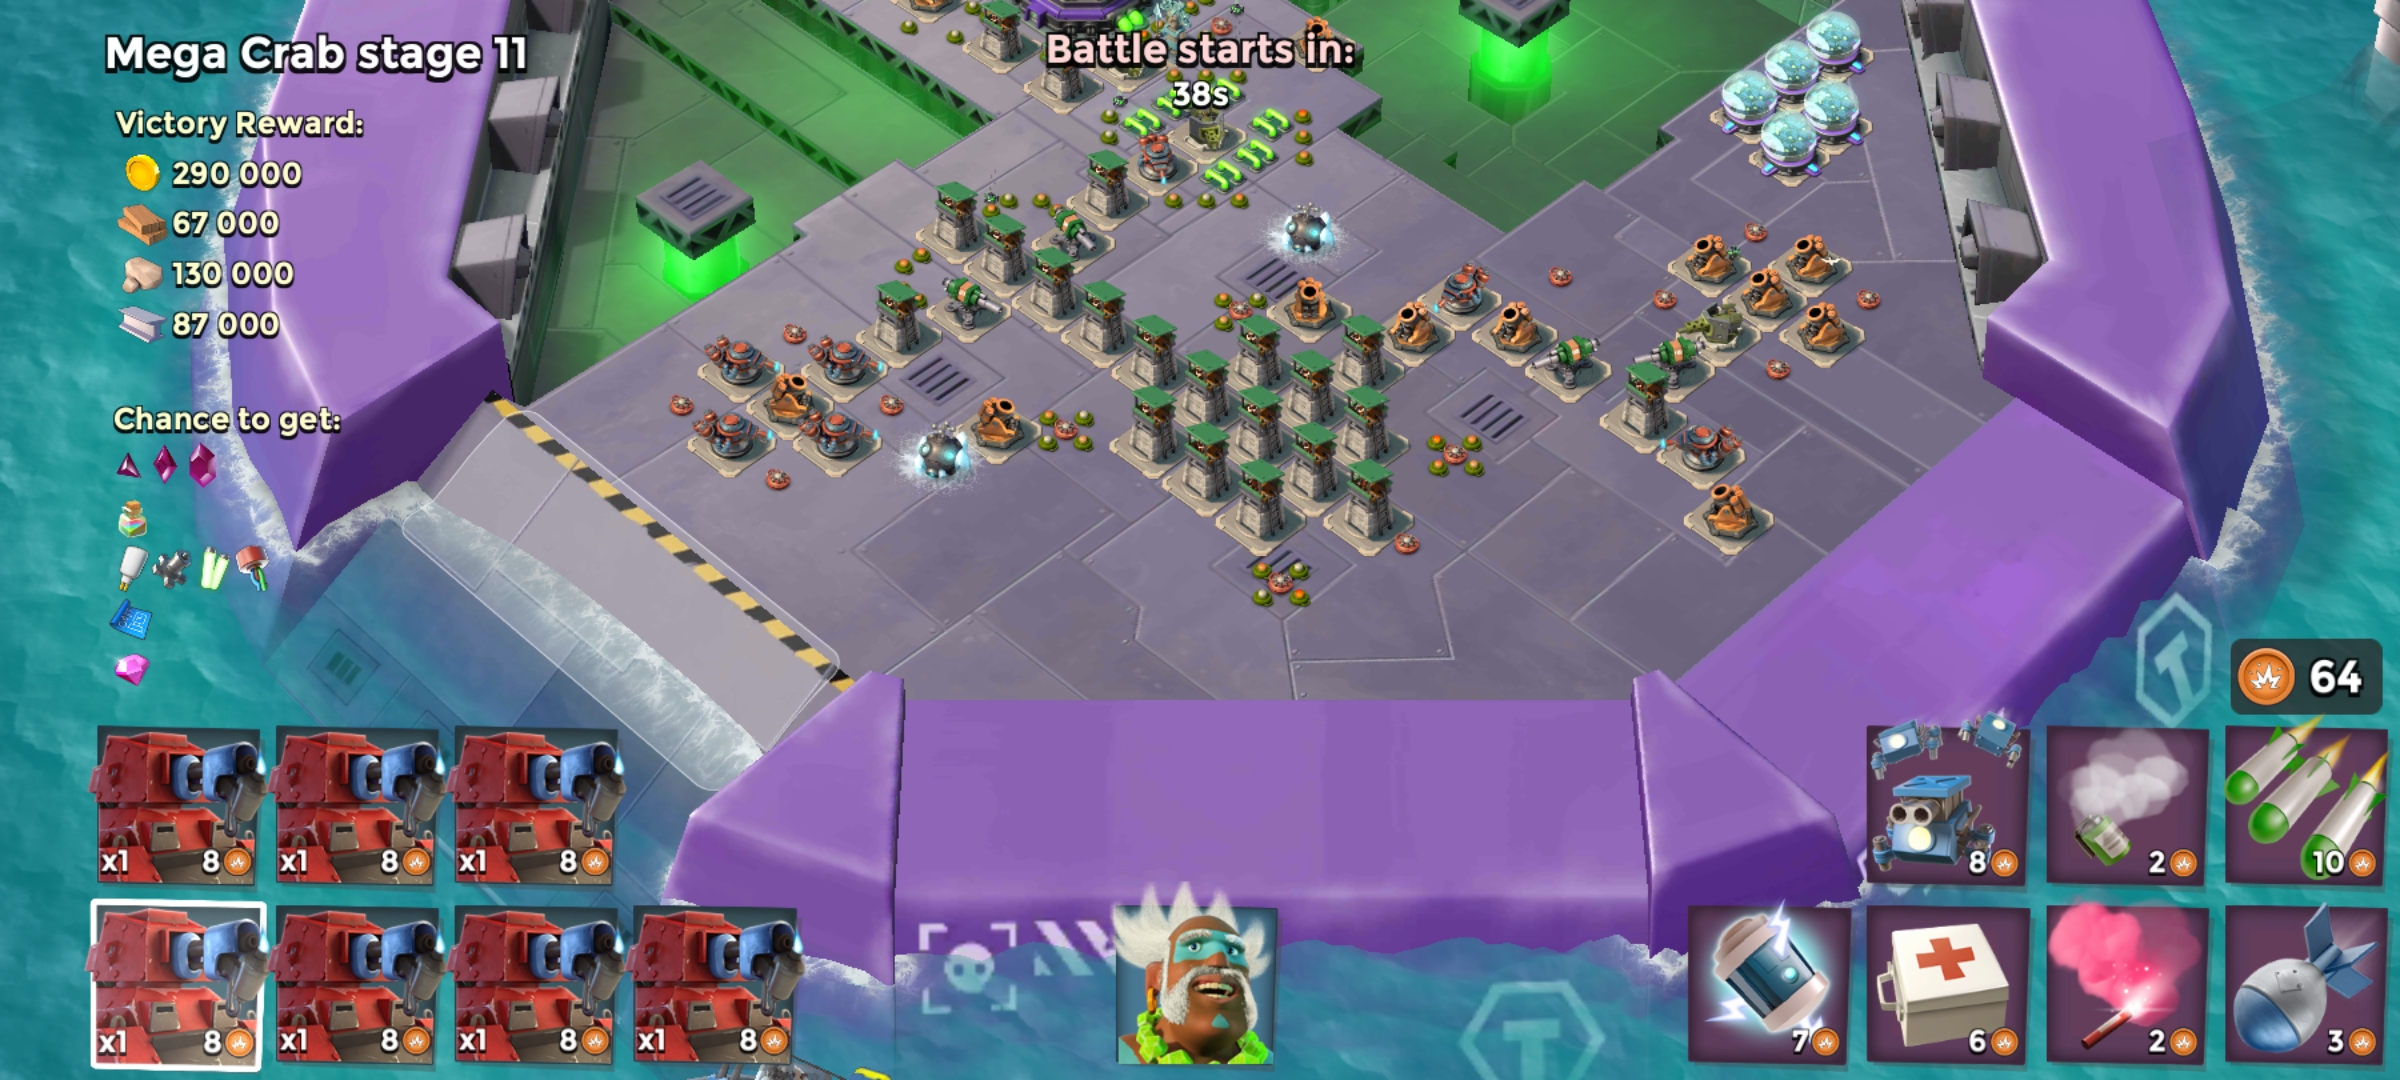 Mega Crab stage 11
Battle starts in:
38s
Victory Reward:
290 000
67 000
130 000
87 000
Chance to get:
64
x1 8
x1 8
x1 8
8
2
10
x1 8
x1 8
x1 8
x1 8
7
6
2
3